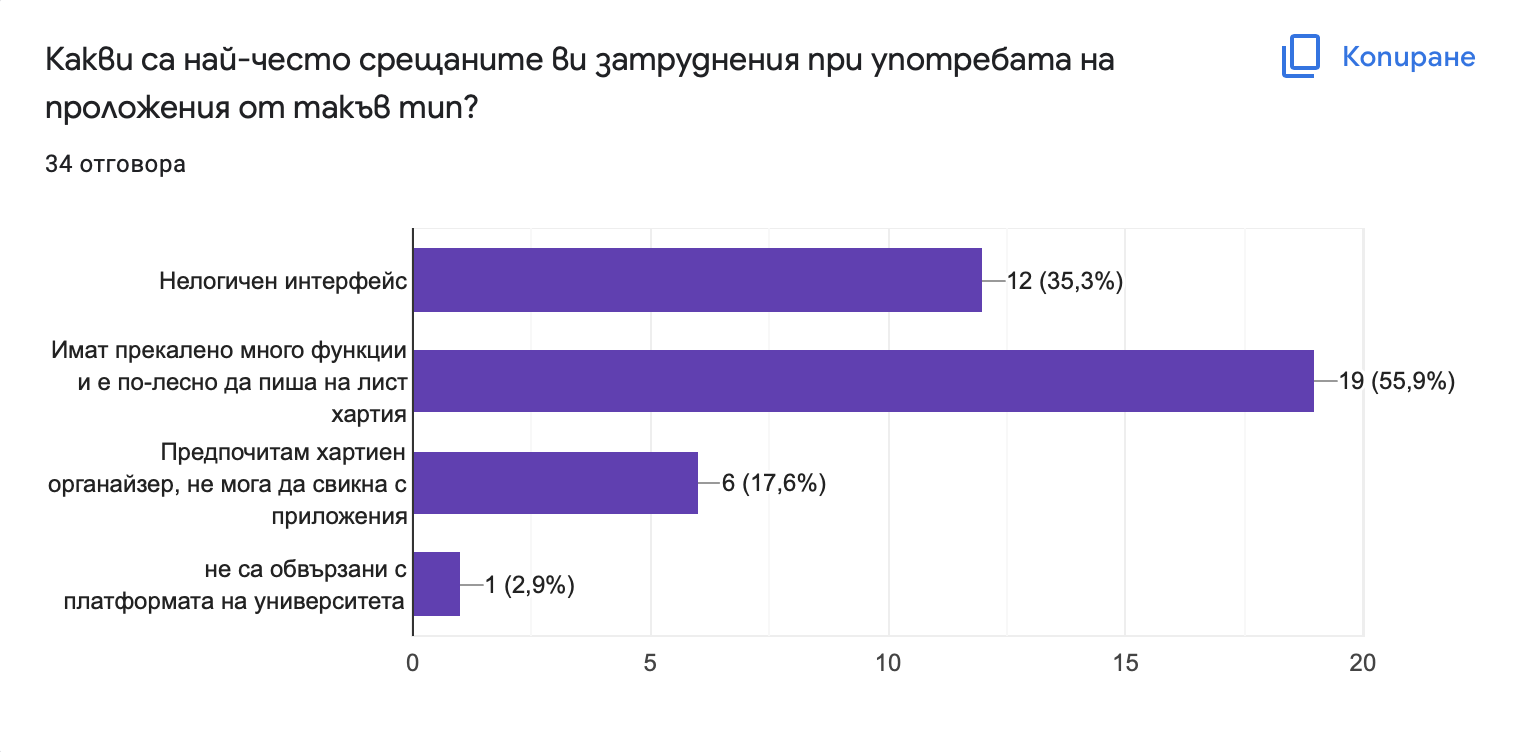 Какви са най-често срещаните ви затруднения при употребата на
проложения от такъв тип?
Копиране
34 отговора
Нелогичен интерфейс
12 (35,3%)
Имат прекалено много функции
и е по-лесно да пиша на лист
хартия
19 (55,9%)
Предпочитам хартиен
органайзер, не мога да свикна с
приложения
6 (17,6%)
не са обвързани с
платформата на университета
1 (2,9%)
0 5 10 15 20